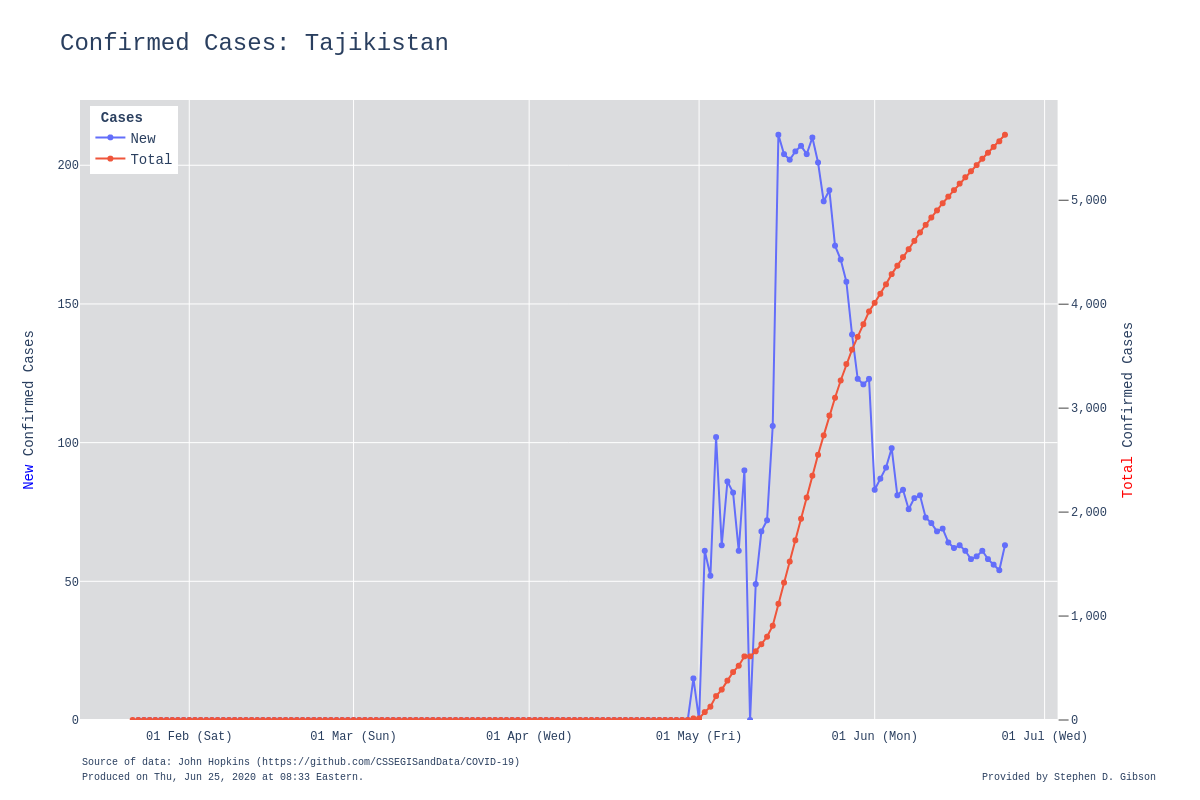 Confirmed Cases: Tajikistan
Cases
New
Total
200
150
100
50
0
5,000
4,000
3,000
2,000
1,000
0
New Confirmed Cases
Total Confirmed Cases
01 Feb (Sat)
01 Mar (Sun)
01 Apr (Wed)
01 May (Fri)
01 Jun (Mon)
01 Jul (Wed)
Source of data: John Hopkins (https://github.com/CSSEGISandData/COVID-19)
Produced on Thu, Jun 25, 2020 at 08:33 Eastern.
Provided by Stephen D. Gibson